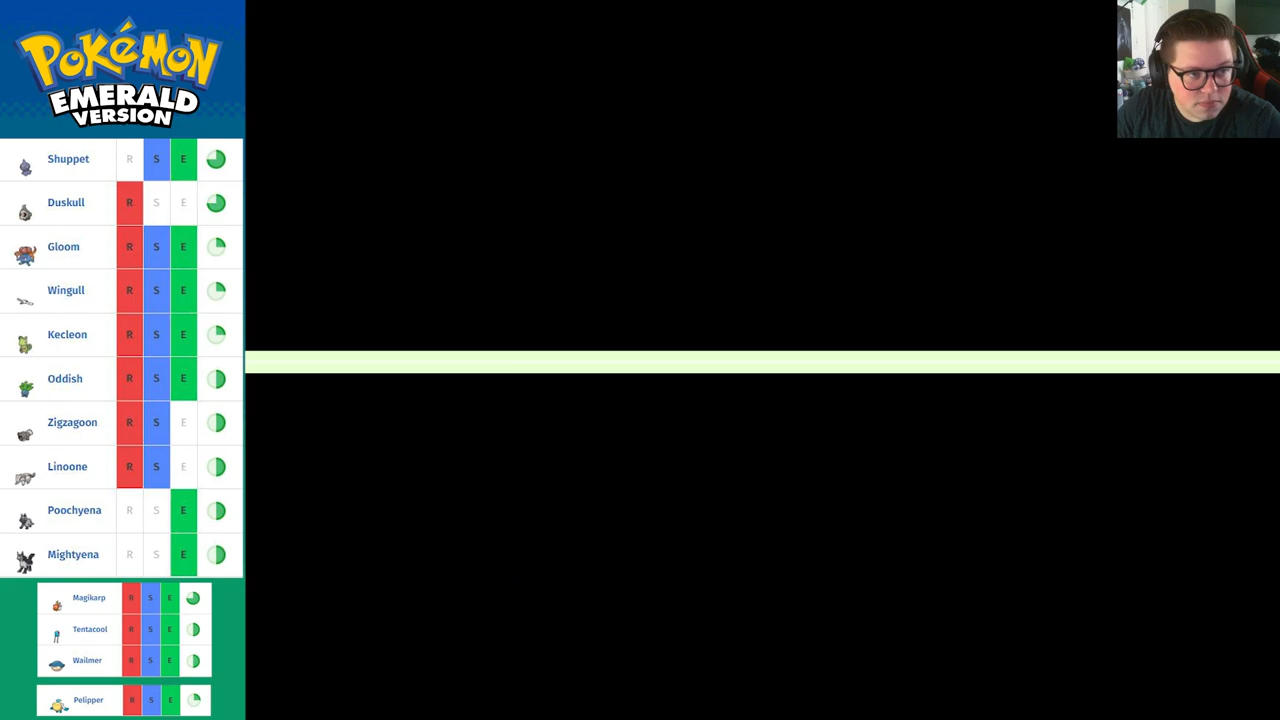 POKéMON
EMERALD
VERSION
Shuppet R S E
Duskull R S E
Gloom R S E
Wingull R S E
Kecleon R S E
Oddish R S E
Zigzagoon R S E
Linoone R S E
Poochyena R S E
Mightyena R S E
Magikarp R S E
Tentacool R S E
Wailmer R S E
Pelipper R S E